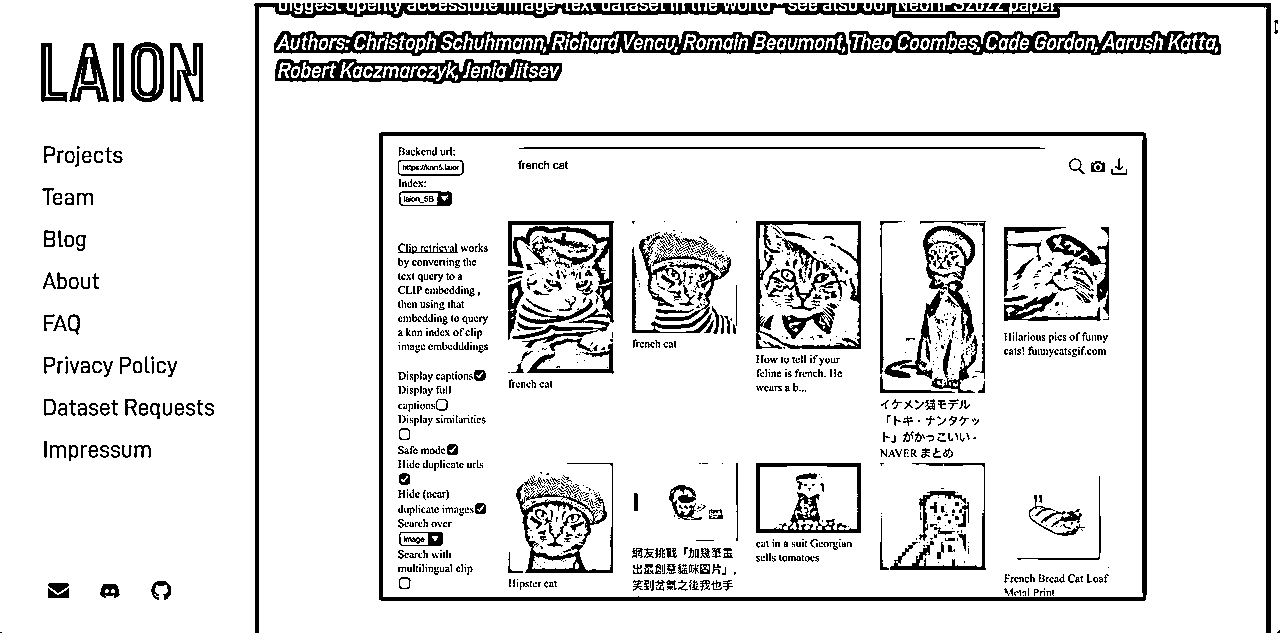 biggest openly accessible image-text dataset in the world - see also our NeurIPS2022 paper
Authors: Christoph Schuhmann, Richard Vencu, Romain Beaumont, Theo Coombes, Cade Gordon, Aarush Katta,
Robert Kaczmarczyk, Jenia Jitsev
LAION
Projects
Team
Blog
About
FAQ
Privacy Policy
Dataset Requests
Impressum
Backend url:
https://knn5.laion
Index:
laion_5B
french cat
Clip retrieval works
by converting the
text query to a
CLIP embedding ,
then using that
embedding to query
a knn index of clip
image embedddings
Display captions
Display full
captions
Display similarities
Safe mode
Hide duplicate urls
Hide (near)
duplicate images
Search over
image
Search with
multilingual clip
french cat
french cat
How to tell if your
feline is french. He
wears a b...
イケメン猫モデル
「トキ・ナンタケッ
ト」がかっこいい -
NAVER まとめ
Hilarious pics of funny
cats! funnycatsgif.com
Hipster cat
網友挑戰「加幾筆畫
出最創意貓咪圖片」,
笑到岔氣之後我也手
cat in a suit Georgian
sells tomatoes
French Bread Cat Loaf
Metal Print